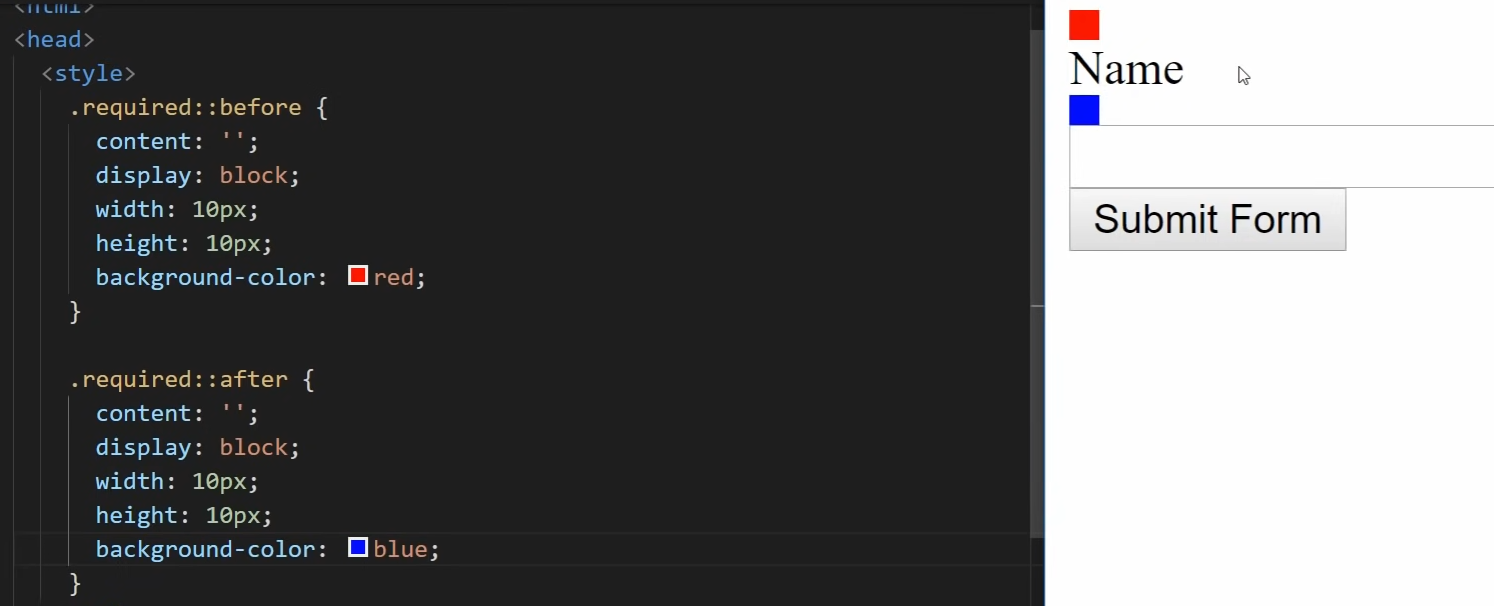 <html>
<head>
<style>
.required::before {
content: '';
display: block;
width: 10px;
height: 10px;
background-color: red;
}
.required::after {
content: '';
display: block;
width: 10px;
height: 10px;
background-color: blue;
}
Name
Submit Form